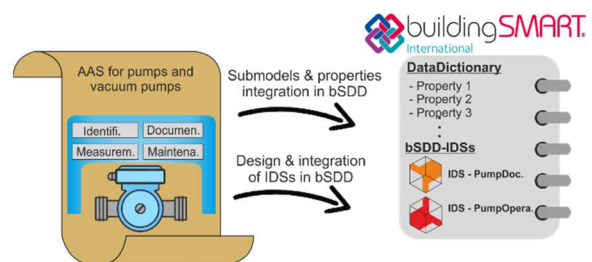 AAS for pumps and
vacuum pumps
Identifi.
Documen.
Measurem.
Maintena.
Submodels & properties
integration in bSDD
Design & integration
of IDSs in bSDD
buildingSMART®
International
DataDictionary
- Property 1
- Property 2
- Property 3
:
bSDD-IDSs
IDS - PumpDoc.
IDS - PumpOpera.